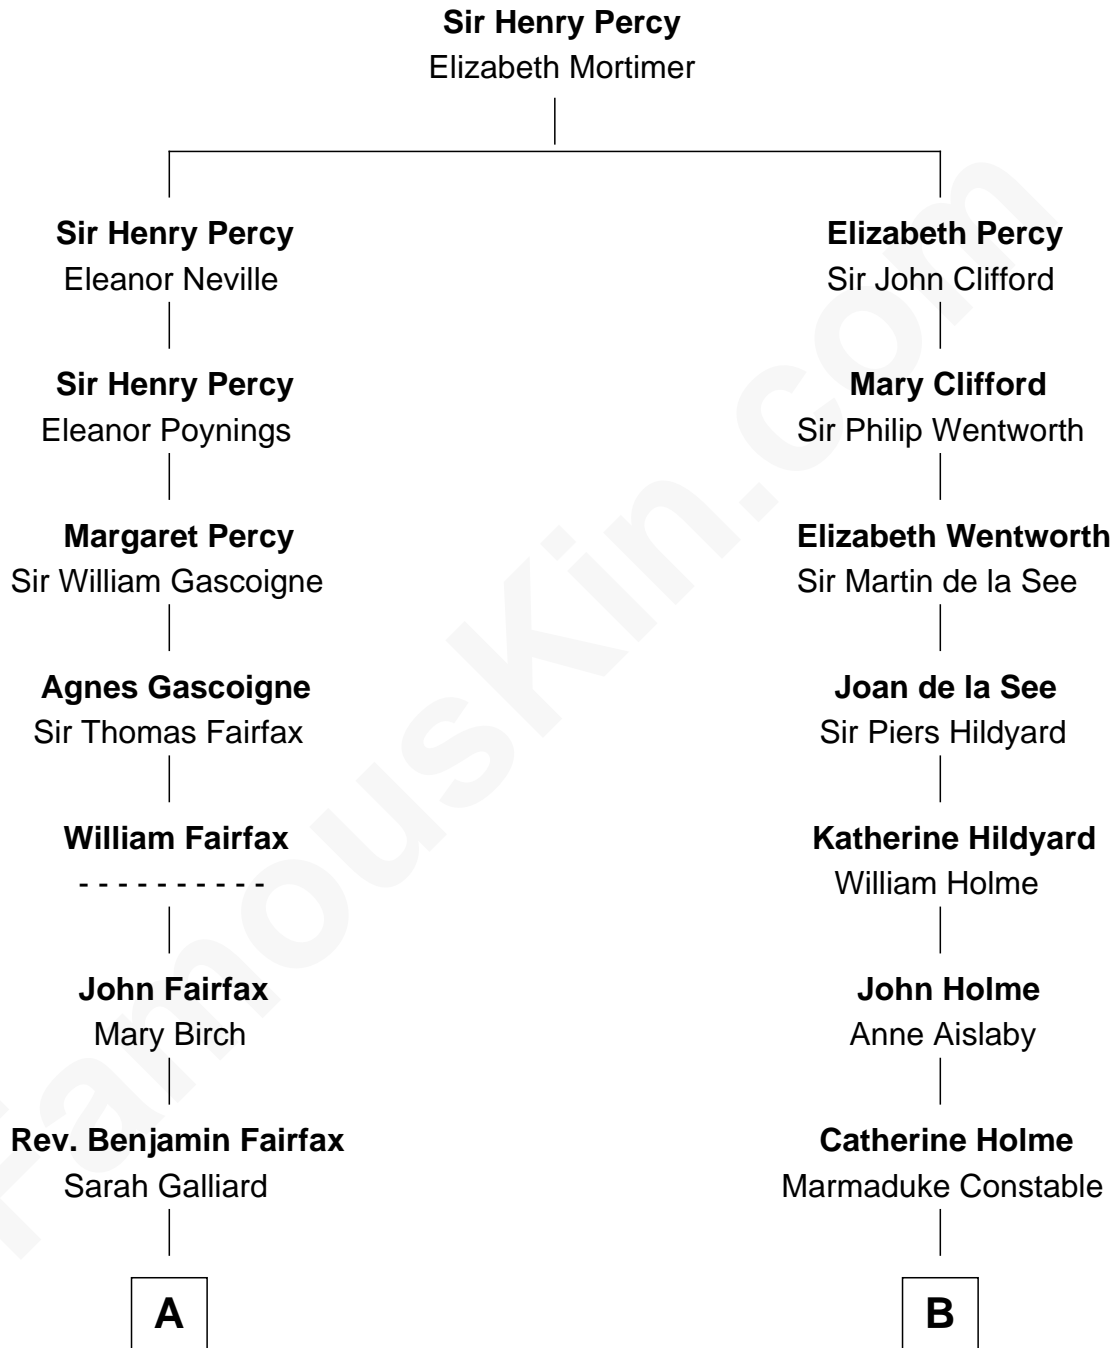 Sir Henry Percy
Elizabeth Mortimer
Sir Henry Percy
Eleanor Neville
Elizabeth Percy
Sir John Clifford
Sir Henry Percy
Eleanor Poynings
Mary Clifford
Sir Philip Wentworth
Margaret Percy
Sir William Gascoigne
Elizabeth Wentworth
Sir Martin de la See
Agnes Gascoigne
Sir Thomas Fairfax
Joan de la See
Sir Piers Hildyard
William Fairfax
- - - - - - - - - -
Katherine Hildyard
William Holme
John Fairfax
Mary Birch
John Holme
Anne Aislaby
Rev. Benjamin Fairfax
Sarah Galliard
Catherine Holme
Marmaduke Constable
A
B
FamousKin.com